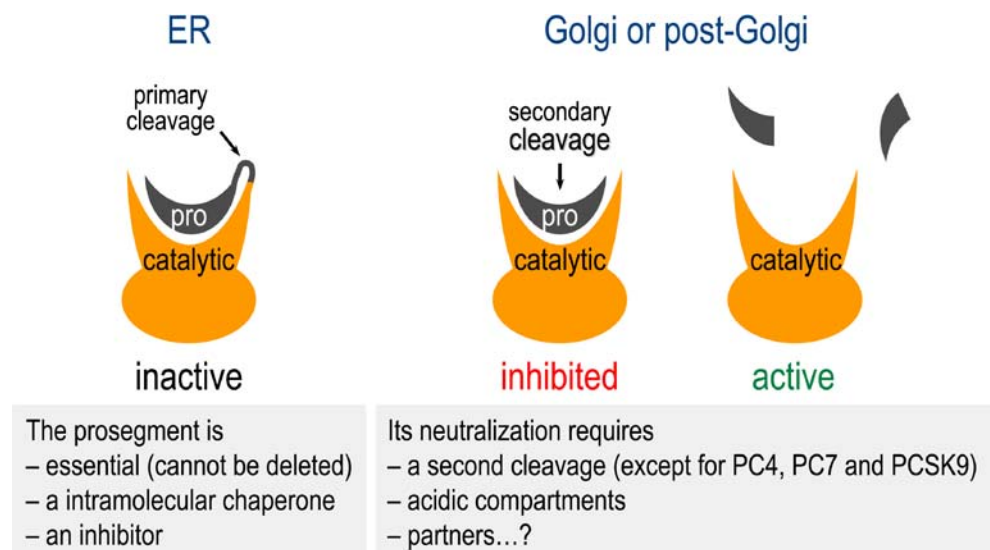 ER
Golgi or post-Golgi
primary
cleavage
secondary
cleavage
pro
catalytic
pro
catalytic
catalytic
inactive
inhibited
active
The prosegment is
– essential (cannot be deleted)
– a intramolecular chaperone
– an inhibitor
Its neutralization requires
– a second cleavage (except for PC4, PC7 and PCSK9)
– acidic compartments
– partners...?